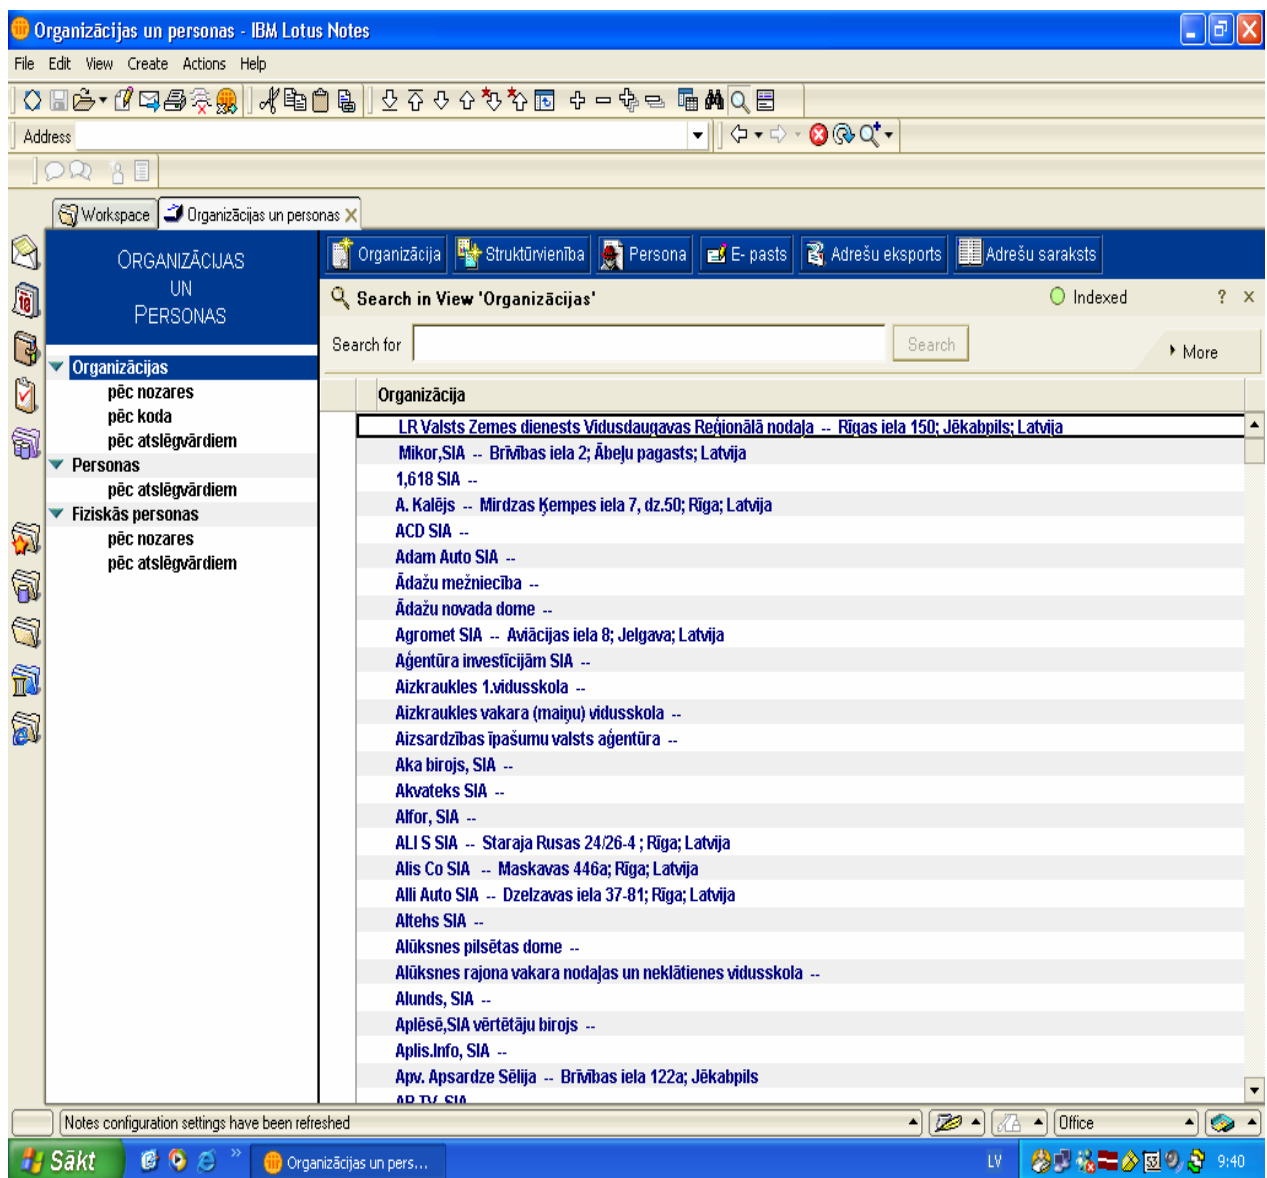 Organizācijas un personas - IBM Lotus Notes
File Edit View Create Actions Help
Address
Workspace Organizācijas un personas
ORGANIZĀCIJAS
UN
PERSONAS
Organizācija Struktūrvienība Persona E- pasts Adrešu eksports Adrešu saraksts
Search in View 'Organizācijas' Indexed ?
Search for Search More
Organizācijas
pēc nozares
pēc koda
pēc atslēgvārdiem
Personas
pēc atslēgvārdiem
Fiziskās personas
pēc nozares
pēc atslēgvārdiem
Organizācija
LR Valsts Zemes dienests Vidusdaugavas Reģionālā nodaļa -- Rīgas iela 150; Jēkabpils; Latvija
Mikor,SIA -- Brīvības iela 2; Ābeļu pagasts; Latvija
1,618 SIA --
A. Kalējs -- Mirdzas Ķempes iela 7, dz.50; Rīga; Latvija
ACD SIA --
Adam Auto SIA --
Ādažu mežniecība --
Ādažu novada dome --
Agromet SIA -- Aviācijas iela 8; Jelgava; Latvija
Aģentūra investīcijām SIA --
Aizkraukles 1.vidusskola --
Aizkraukles vakara (maiņu) vidusskola --
Aizsardzības īpašumu valsts aģentūra --
Aka birojs, SIA --
Akvateks SIA --
Alfor, SIA --
ALI S SIA -- Staraja Rusas 24/26-4 ; Rīga; Latvija
Alis Co SIA -- Maskavas 446a; Rīga; Latvija
Alli Auto SIA -- Dzelzavas iela 37-81; Rīga; Latvija
Altehs SIA --
Alūksnes pilsētas dome --
Alūksnes rajona vakara nodaļas un neklātienes vidusskola --
Alunds, SIA --
Aplēsē,SIA vērtētāju birojs --
Aplis.Info, SIA --
Apv. Apsardze Sēlija -- Brīvības iela 122a; Jēkabpils
AR TV, SIA
Notes configuration settings have been refreshed Office
Sākt Organizācijas un pers... LV 9:40